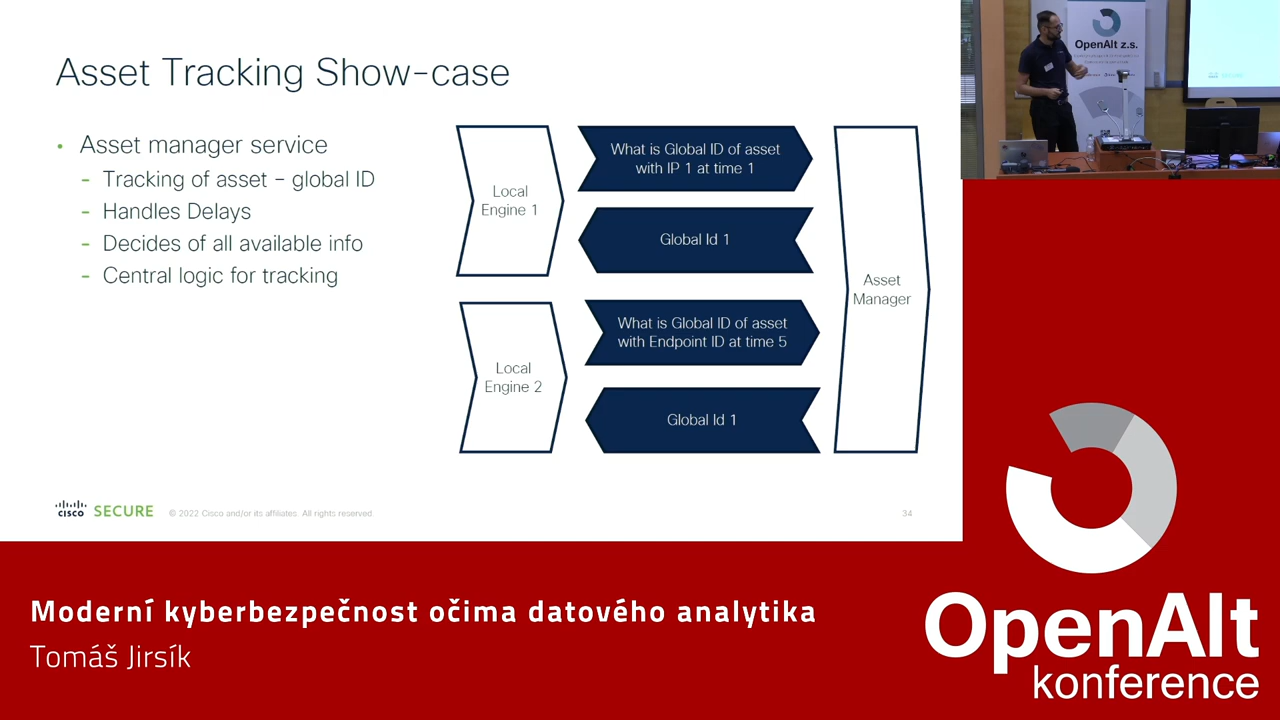 Asset Tracking Show-case
• Asset manager service
- Tracking of asset – global ID
- Handles Delays
- Decides of all available info
- Central logic for tracking
Local
Engine 1
What is Global ID of asset
with IP 1 at time 1
Global Id 1
Local
Engine 2
What is Global ID of asset
with Endpoint ID at time 5
Global Id 1
Asset
Manager
CISCO SECURE
© 2022 Cisco and/or its affiliates. All rights reserved.
34
OpenAlt z.s.
Moderní kyberbezpečnost očima datového analytika
Tomáš Jirsík
OpenAlt
konference